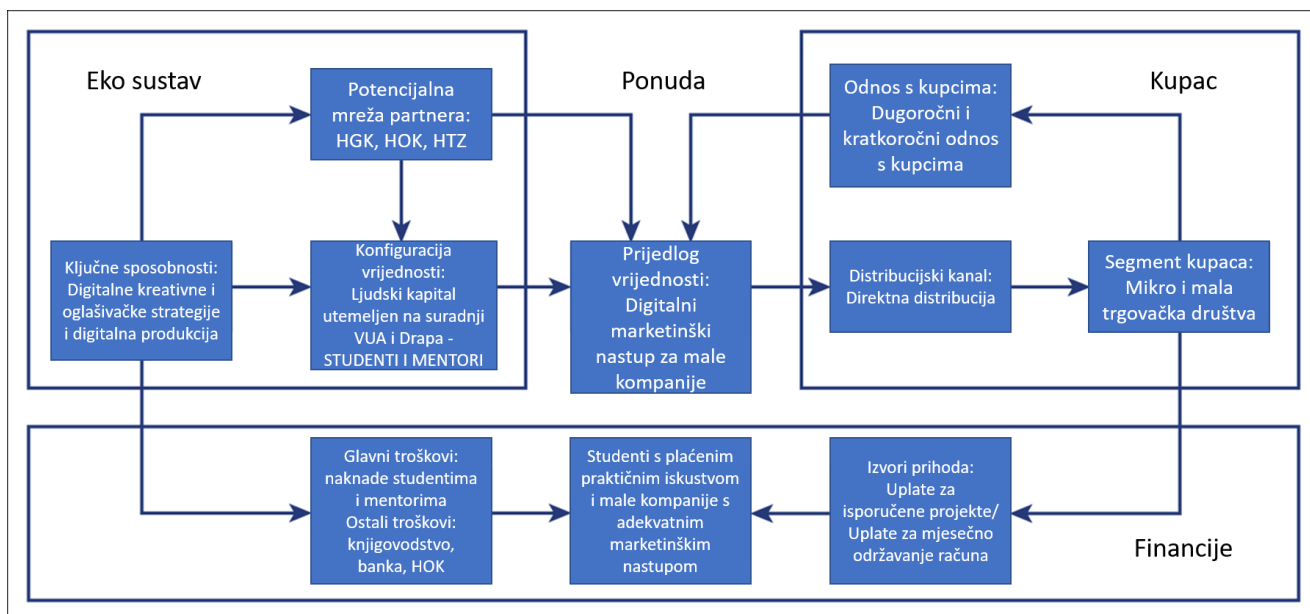 Eko sustav
Potencijalna
mreža partnera:
HGK, HOK, HTZ
Ključne sposobnosti:
Digitalne kreativne i
oglašivačke strategije
i digitalna produkcija
Konfiguracija
vrijednosti:
Ljudski kapital
utemeljen na suradnji
VUA i Drapa -
STUDENTI I MENTORI
Ponuda
Prijedlog
vrijednosti:
Digitalni
marketinški
nastup za male
kompanije
Kupac
Odnos s kupcima:
Dugoročni i
kratkoročni odnos
s kupcima
Distribucijski kanal:
Direktna distribucija
Segment kupaca:
Mikro i mala
trgovačka društva
Glavni troškovi:
naknade studentima
i mentorima
Ostali troškovi:
knjigovodstvo,
banka, HOK
Studenti s plaćenim
praktičnim iskustvom
i male kompanije s
adekvatnim
marketinškim
nastupom
Izvori prihoda:
Uplate za
isporučene projekte/
Uplate za mjesečno
održavanje računa
Financije